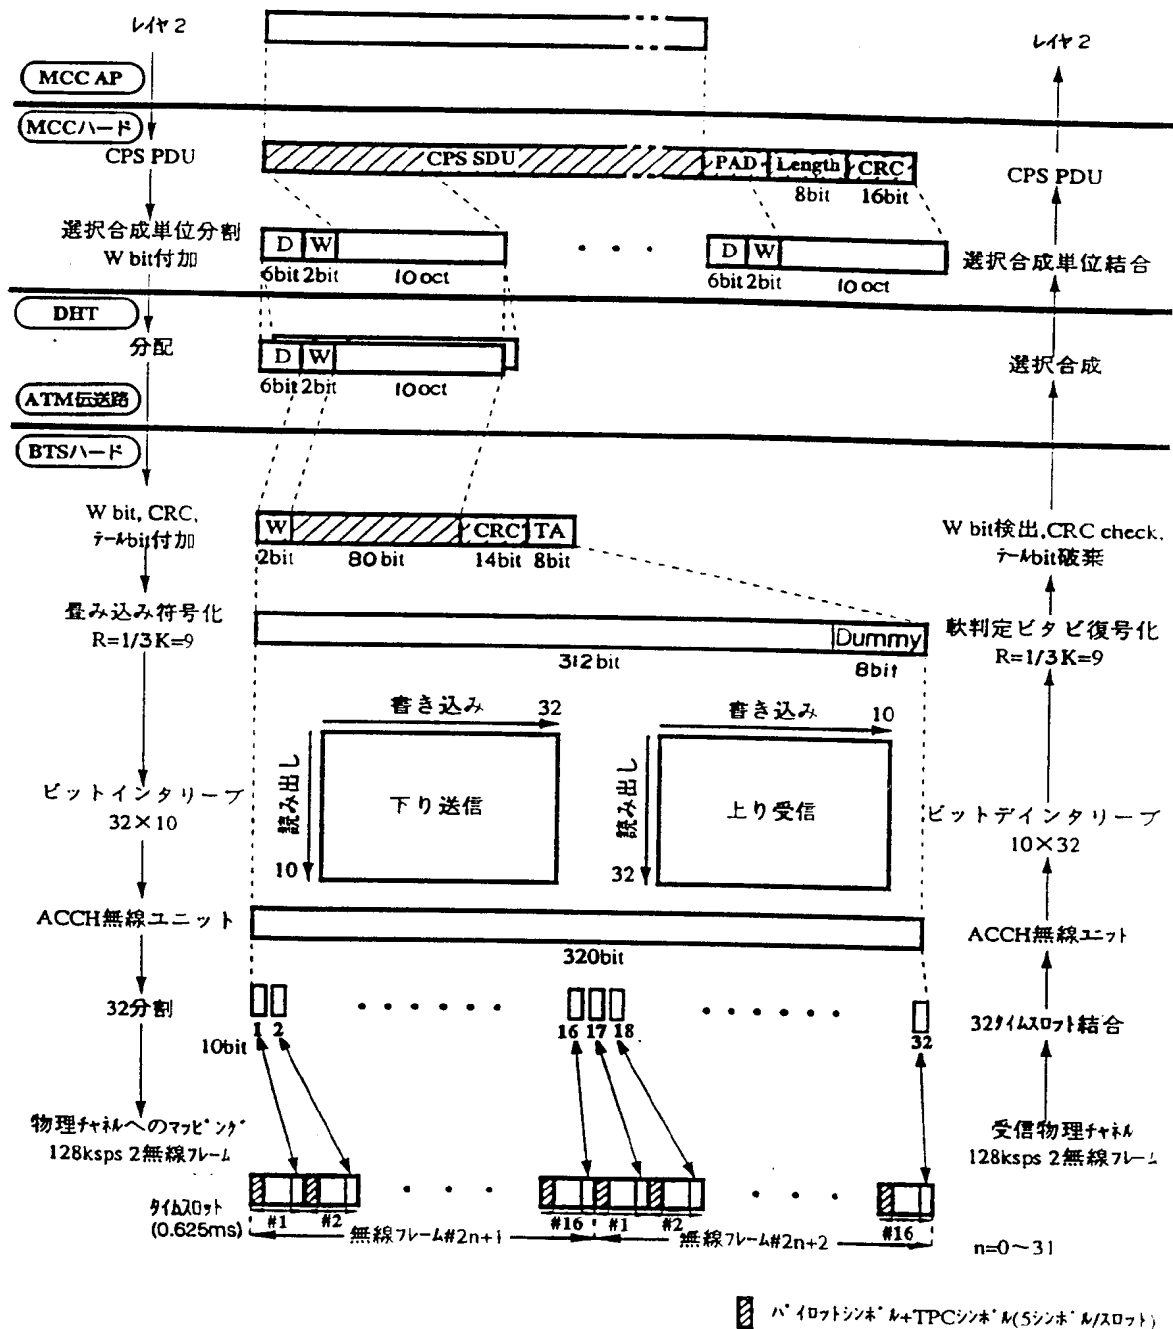 レイヤ2
レイヤ2
MCC AP
MCCハード
CPS PDU
CPS SDU
PAD
Length
CRC
8bit
16bit
CPS PDU
選択合成単位分割
W bit付加
D
W
6bit
2bit
10 oct
・・・
D
W
6bit
2bit
10 oct
選択合成単位結合
DHT
分配
D
W
6bit
2bit
10 oct
選択合成
ATM伝送路
BTSハード
W bit, CRC,
テールbit付加
W
CRC
TA
2bit
80bit
14bit
8bit
W bit検出,CRC check,
テールbit破棄
畳み込み符号化
R=1/3 K=9
Dummy
312bit
8bit
軟判定ビタビ復号化
R=1/3 K=9
書き込み
32
読み出し
10
下り送信
書き込み
10
読み出し
32
上り受信
ビットインタリーブ
32×10
ビットデインタリーブ
10×32
ACCH無線ユニット
320bit
ACCH無線ユニット
32分割
1
2
・・・・・・
16
17
18
・・・・・・
32
10bit
32タイムスロット結合
物理チャネルへのマッピング
128ksps 2無線フレーム
受信物理チャネル
128ksps 2無線フレーム
タイムスロット
(0.625ms)
#1
#2
・・・・
#16
#1
#2
・・・・
#16
無線フレーム#2n+1
無線フレーム#2n+2
n=0~31
パイロットシンボル+TPCシンボル(5シンボル/スロット)